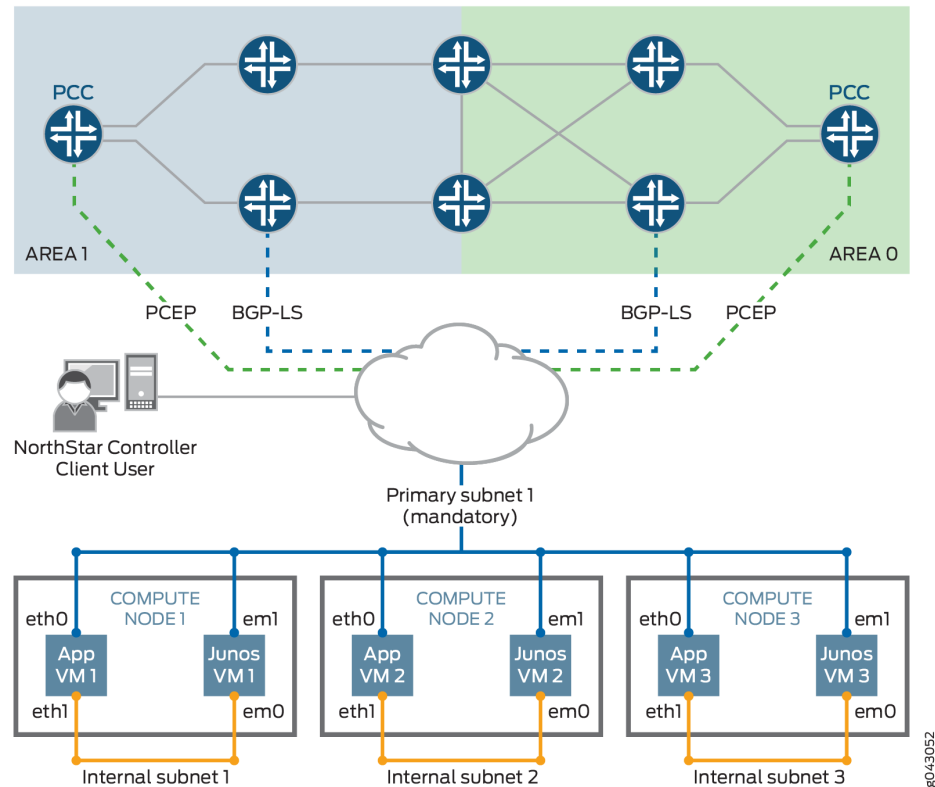 PCC
PCC
AREA 1
AREA 0
PCEP
BGP-LS
BGP-LS
PCEP
NorthStar Controller
Client User
Primary subnet 1
(mandatory)
COMPUTE
NODE 1
eth0
em1
App
VM 1
Junos
VM 1
eth1
em0
Internal subnet 1
COMPUTE
NODE 2
eth0
em1
App
VM 2
Junos
VM 2
eth1
em0
Internal subnet 2
COMPUTE
NODE 3
eth0
em1
App
VM 3
Junos
VM 3
eth1
em0
Internal subnet 3
g043052